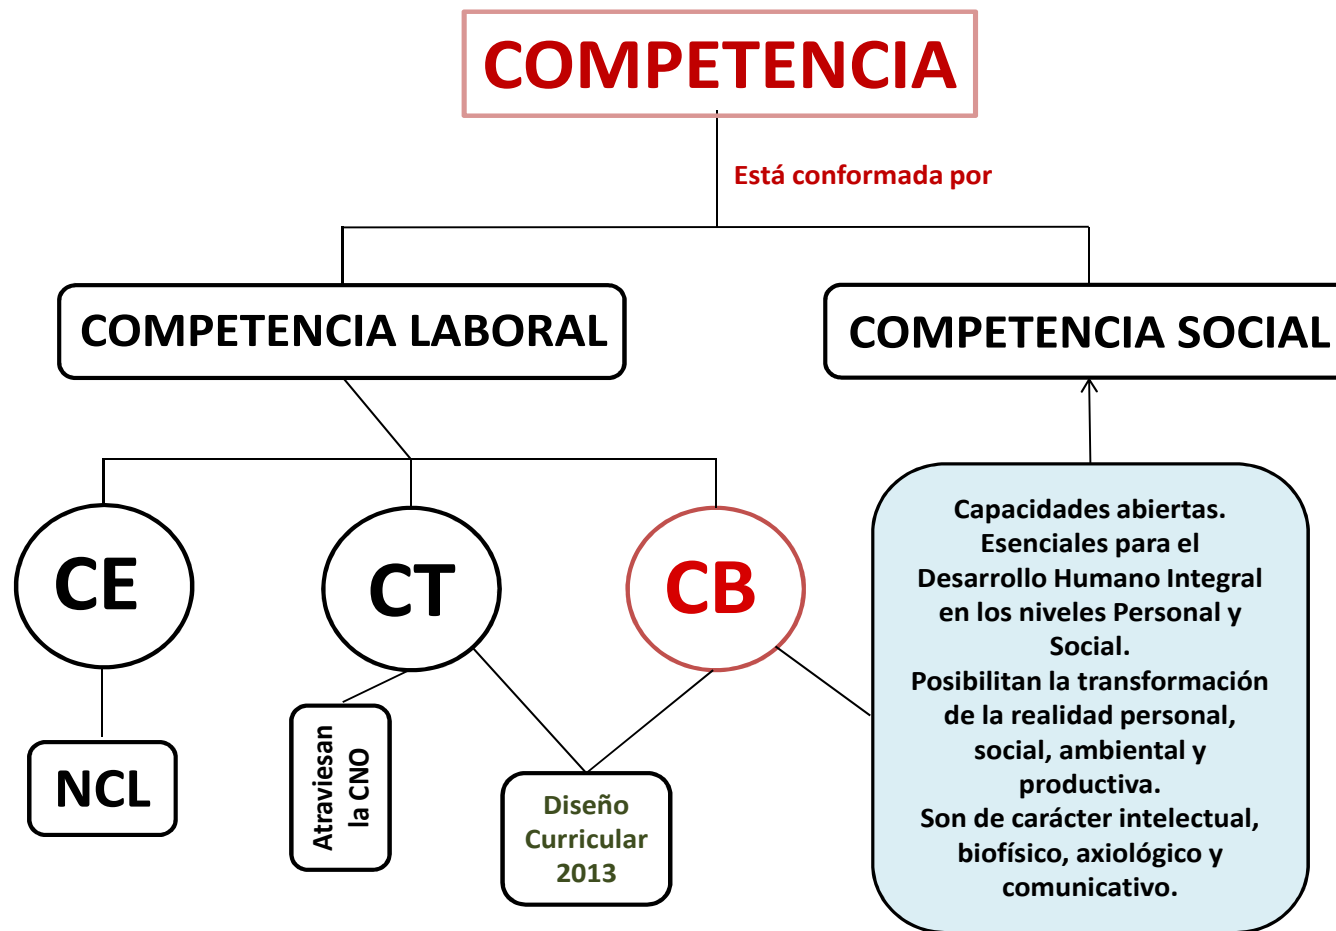 COMPETENCIA
Está conformada por
COMPETENCIA LABORAL
COMPETENCIA SOCIAL
CE
CT
CB
NCL
Atraviesan
la CNO
Diseño
Curricular
2013
Capacidades abiertas.
Esenciales para el
Desarrollo Humano Integral
en los niveles Personal y
Social.
Posibilitan la transformación
de la realidad personal,
social, ambiental y
productiva.
Son de carácter intelectual,
biofísico, axiológico y
comunicativo.